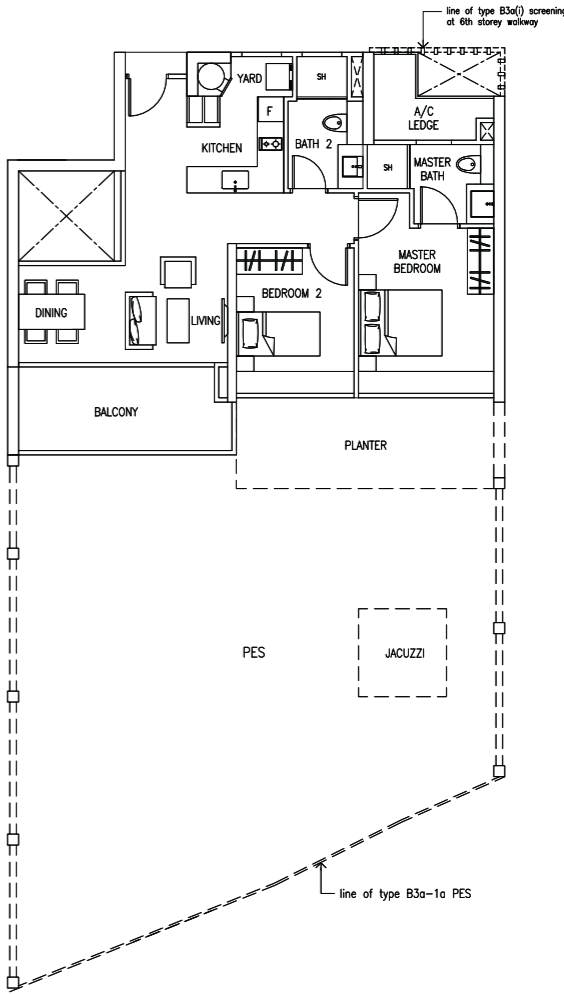 line of type B3a(i) screening
at 6th storey walkway
YARD
SH
A/C
LEDGE
F
KITCHEN
BATH 2
SH
MASTER
BATH
MASTER
BEDROOM
BEDROOM 2
DINING
LIVING
BALCONY
PLANTER
PES
JACUZZI
line of type B3a-1a PES